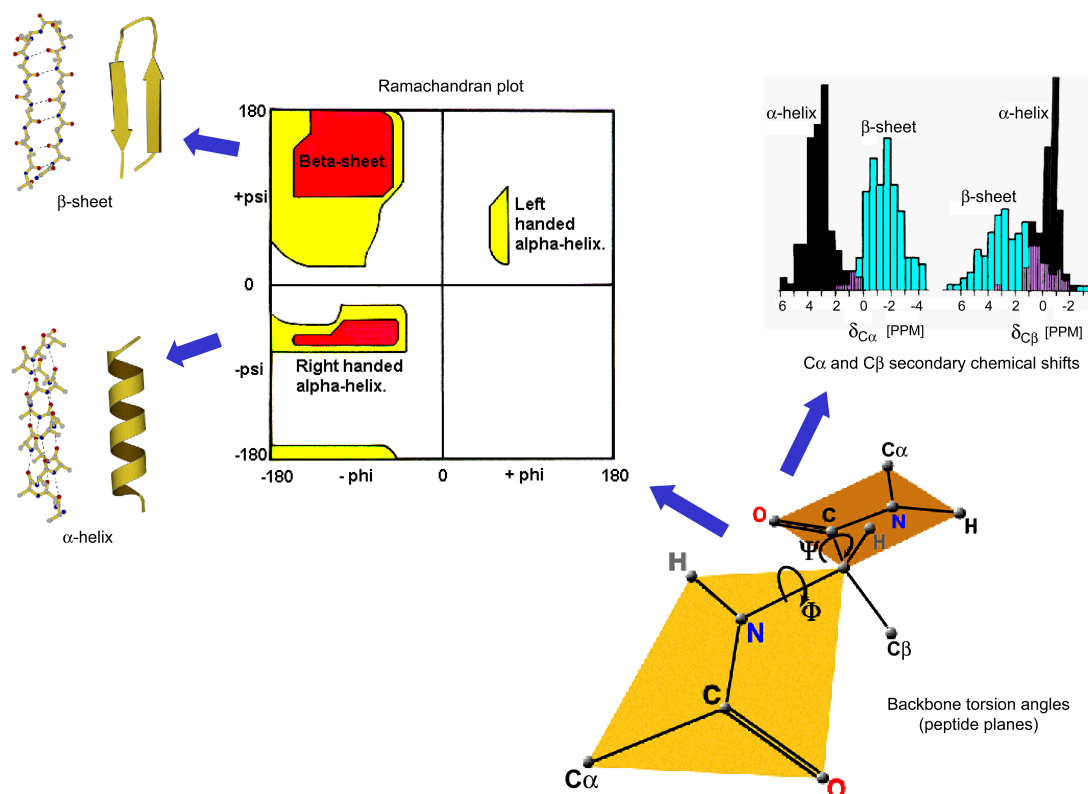 Ramachandran plot
180
+psi
0
-psi
-180
-180
- phi
0
+ phi
180
Beta-sheet.
Left
handed
alpha-helix.
Right handed
alpha-helix.
β-sheet
α-helix
α-helix
β-sheet
α-helix
β-sheet
6 4 2 0 -2 -4
6 4 2 0 -2
δCα [PPM]
δCβ [PPM]
Cα and Cβ secondary chemical shifts
Cα
O
C
N
H
H
Ψ
H
Φ
N
Cβ
C
Cα
O
Backbone torsion angles
(peptide planes)